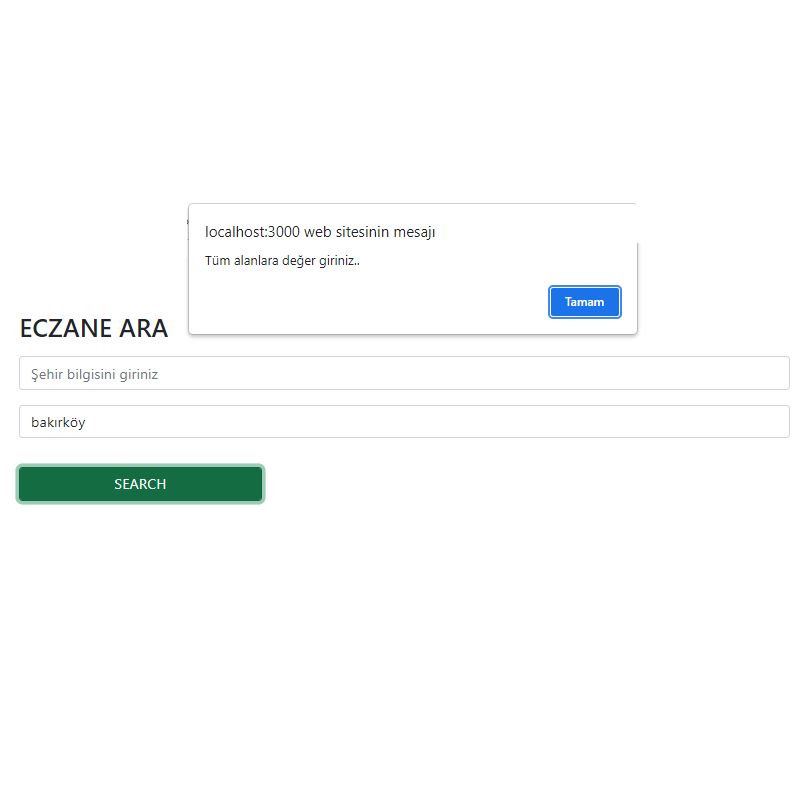 localhost:3000 web sitesinin mesajı
Tüm alanlara değer giriniz..
Tamam
ECZANE ARA
Şehir bilgisini giriniz
bakırköy
SEARCH